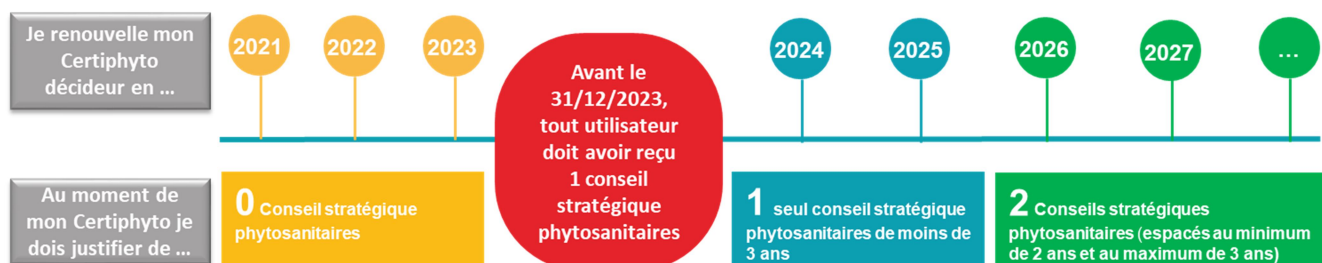 Je renouvelle mon
Certiphyto
décideur en ...
2021
2022
2023
Avant le
31/12/2023,
tout utilisateur
doit avoir reçu
1 conseil
stratégique
phytosanitaires
2024
2025
2026
2027
...
Au moment de
mon Certiphyto je
dois justifier de ...
0 Conseil stratégique
phytosanitaires
1 seul conseil stratégique
phytosanitaires de moins de
3 ans
2 Conseils stratégiques
phytosanitaires (espacés au minimum
de 2 ans et au maximum de 3 ans)